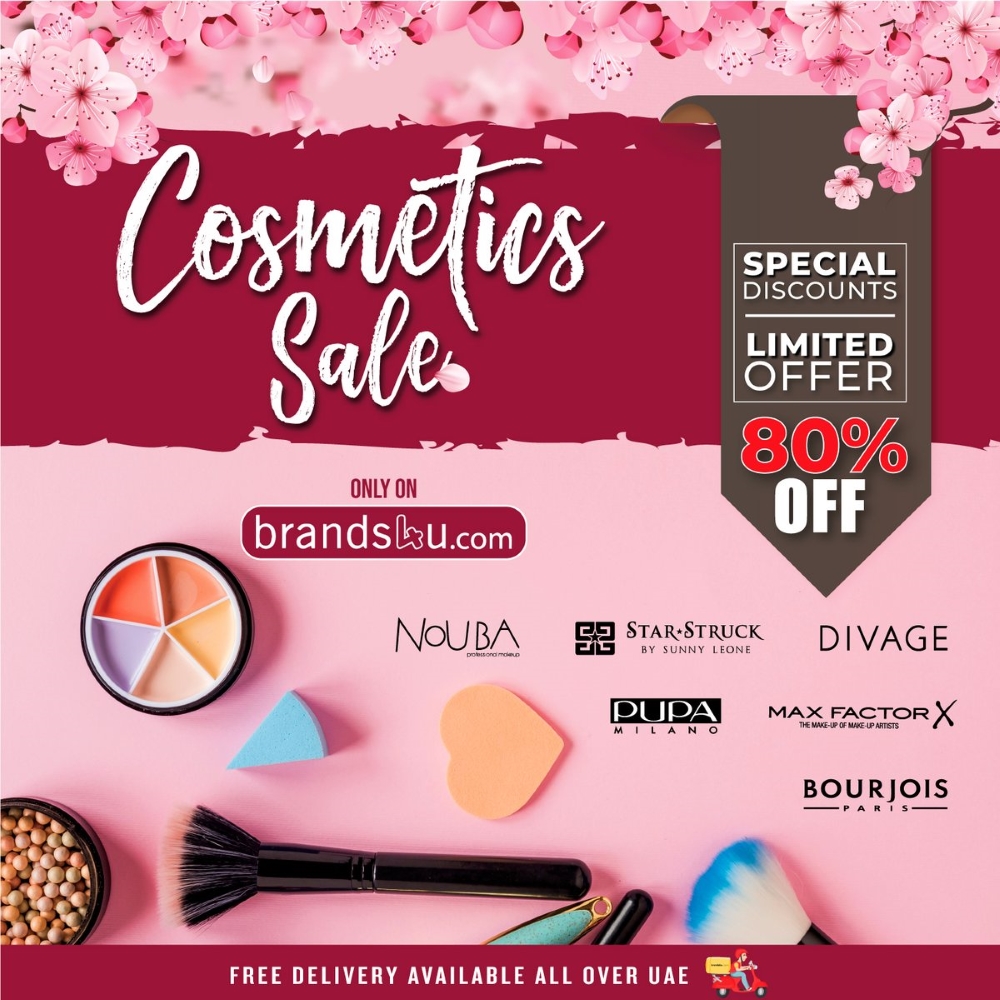 Cosmetics
Sale
SPECIAL
DISCOUNTS
LIMITED
OFFER
80%
OFF
ONLY ON
brands4u.com
NOUBA
professional makeup
STAR★STRUCK
BY SUNNY LEONE
DIVAGE
PUPA
MILANO
MAX FACTOR X
THE MAKE-UP OF MAKE-UP ARTISTS
BOURJOIS
PARIS
FREE DELIVERY AVAILABLE ALL OVER UAE